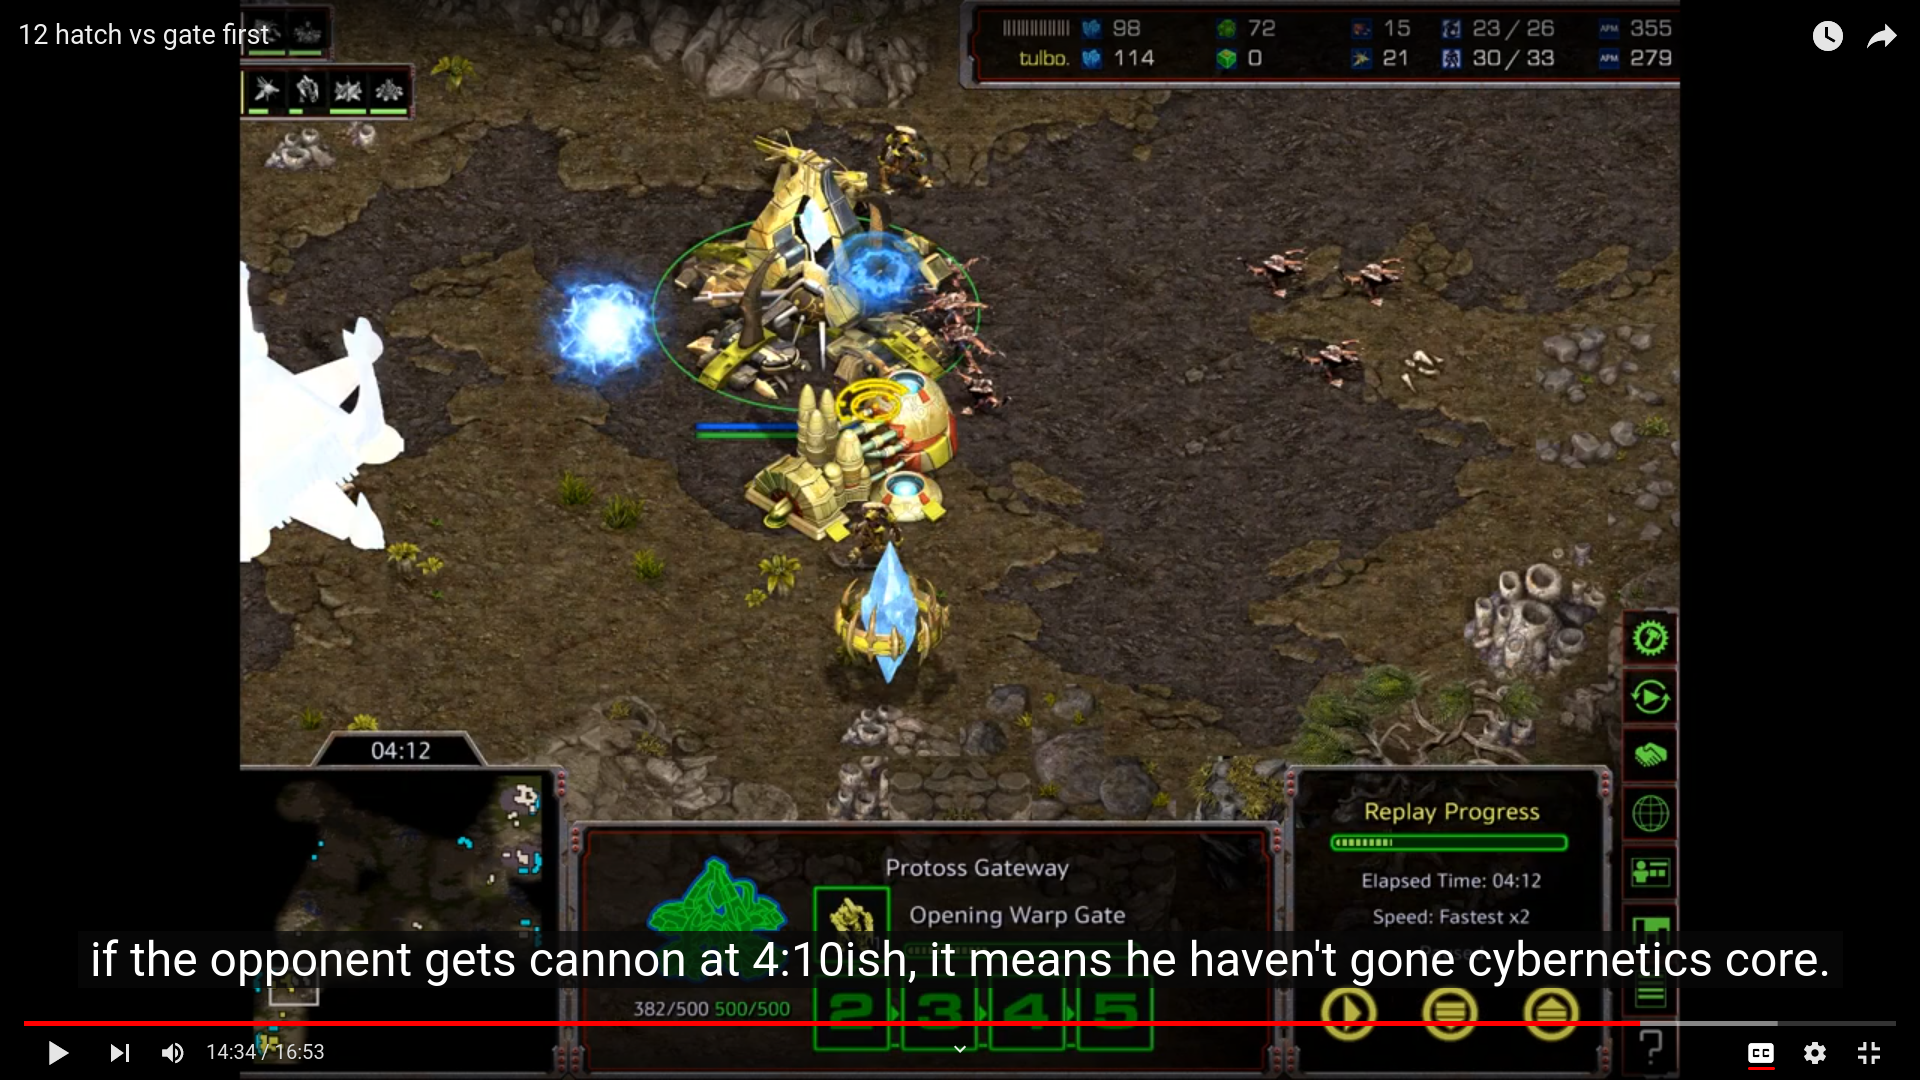 12 hatch vs gate first
98 72 15 23 / 26 APM 355
tulbo. 114 0 21 30 / 33 APM 279
04:12
Protoss Gateway
Opening Warp Gate
382/500 500/500
2 3 4 5
Replay Progress
Elapsed Time: 04:12
Speed: Fastest x2
if the opponent gets cannon at 4:10ish, it means he haven't gone cybernetics core.
14:34 / 16:53
CC
?